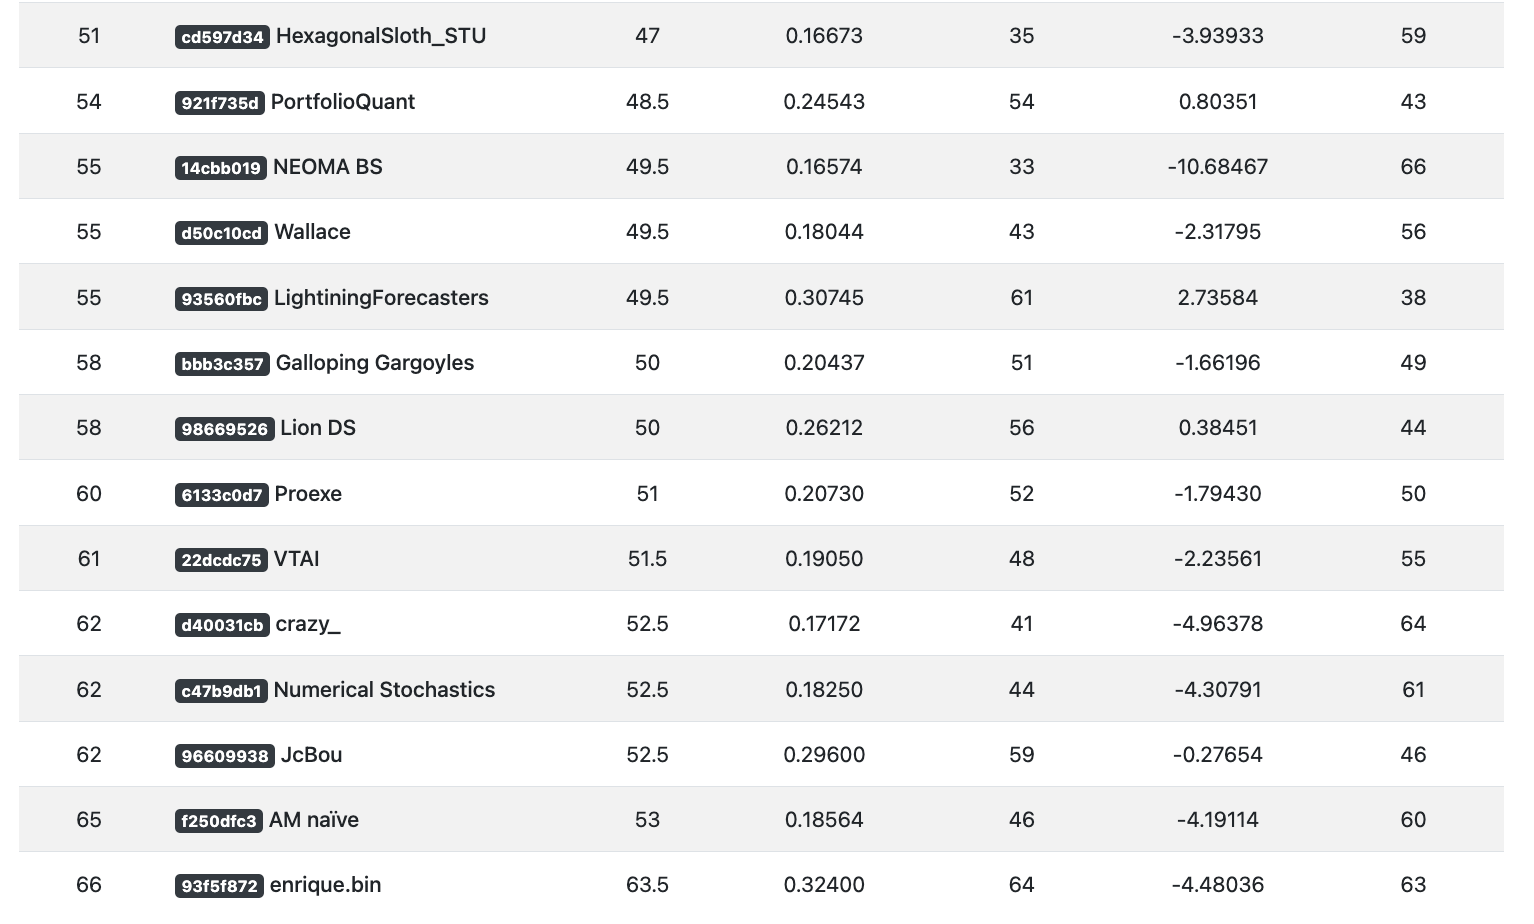 51 cd597d34 HexagonalSloth_STU 47 0.16673 35 -3.93933 59
54 921f735d PortfolioQuant 48.5 0.24543 54 0.80351 43
55 14cbb019 NEOMA BS 49.5 0.16574 33 -10.68467 66
55 d50c10cd Wallace 49.5 0.18044 43 -2.31795 56
55 93560fbc LightiningForecasters 49.5 0.30745 61 2.73584 38
58 bbb3c357 Galloping Gargoyles 50 0.20437 51 -1.66196 49
58 98669526 Lion DS 50 0.26212 56 0.38451 44
60 6133c0d7 Proexe 51 0.20730 52 -1.79430 50
61 22dcdc75 VTAI 51.5 0.19050 48 -2.23561 55
62 d40031cb crazy_ 52.5 0.17172 41 -4.96378 64
62 c47b9db1 Numerical Stochastics 52.5 0.18250 44 -4.30791 61
62 96609938 JcBou 52.5 0.29600 59 -0.27654 46
65 f250dfc3 AM naïve 53 0.18564 46 -4.19114 60
66 93f5f872 enrique.bin 63.5 0.32400 64 -4.48036 63